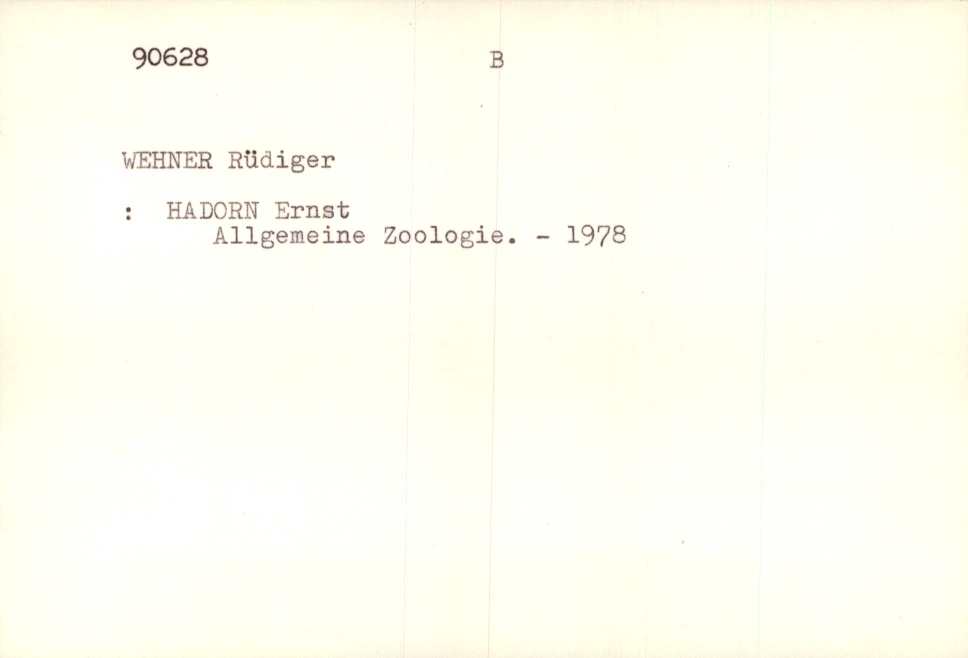 90628 B
WEHNER Rüdiger
: HADORN Ernst
Allgemeine Zoologie. - 1978